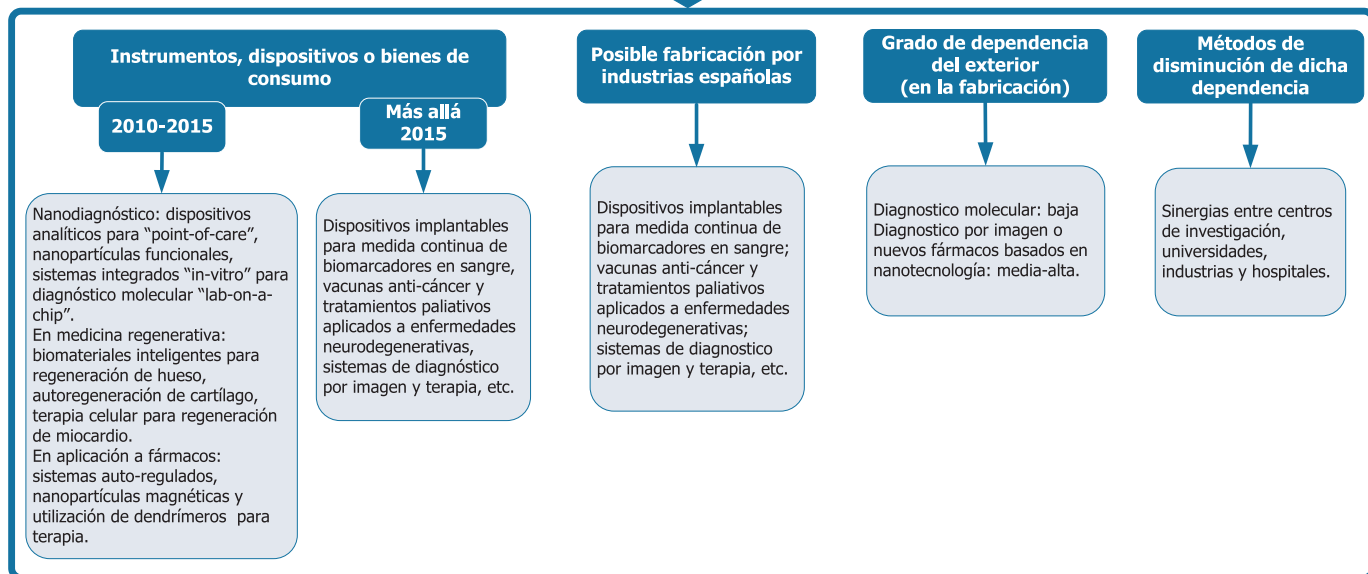 Instrumentos, dispositivos o bienes de
consumo
2010-2015
Más allá
2015
Nanodiagnóstico: dispositivos
analíticos para “point-of-care”,
nanopartículas funcionales,
sistemas integrados “in-vitro” para
diagnóstico molecular “lab-on-a-
chip”.
En medicina regenerativa:
biomateriales inteligentes para
regeneración de hueso,
autoregeneración de cartílago,
terapia celular para regeneración
de miocardio.
En aplicación a fármacos:
sistemas auto-regulados,
nanopartículas magnéticas y
utilización de dendrímeros para
terapia.
Dispositivos implantables
para medida continua de
biomarcadores en sangre,
vacunas anti-cáncer y
tratamientos paliativos
aplicados a enfermedades
neurodegenerativas,
sistemas de diagnóstico
por imagen y terapia, etc.
Posible fabricación por
industrias españolas
Dispositivos implantables
para medida continua de
biomarcadores en sangre;
vacunas anti-cáncer y
tratamientos paliativos
aplicados a enfermedades
neurodegenerativas;
sistemas de diagnostico
por imagen y terapia, etc.
Grado de dependencia
del exterior
(en la fabricación)
Diagnostico molecular: baja
Diagnostico por imagen o
nuevos fármacos basados en
nanotecnología: media-alta.
Métodos de
disminución de dicha
dependencia
Sinergias entre centros
de investigación,
universidades,
industrias y hospitales.